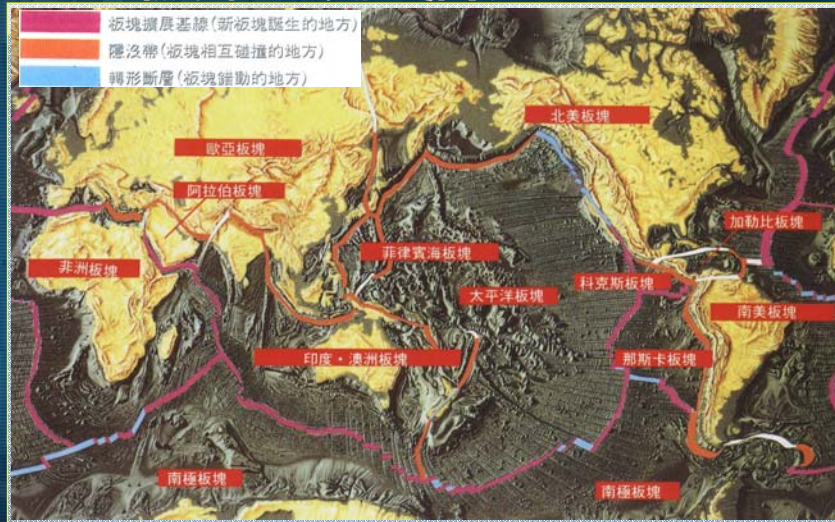 板塊擴展基線(新板塊誕生的地方)
隱沒帶(板塊相互碰撞的地方)
轉形斷層(板塊錯動的地方)
北美板塊
歐亞板塊
阿拉伯板塊
加勒比板塊
非洲板塊
菲律賓海板塊
科克斯板塊
太平洋板塊
南美板塊
印度・澳洲板塊
那斯卡板塊
南極板塊
南極板塊